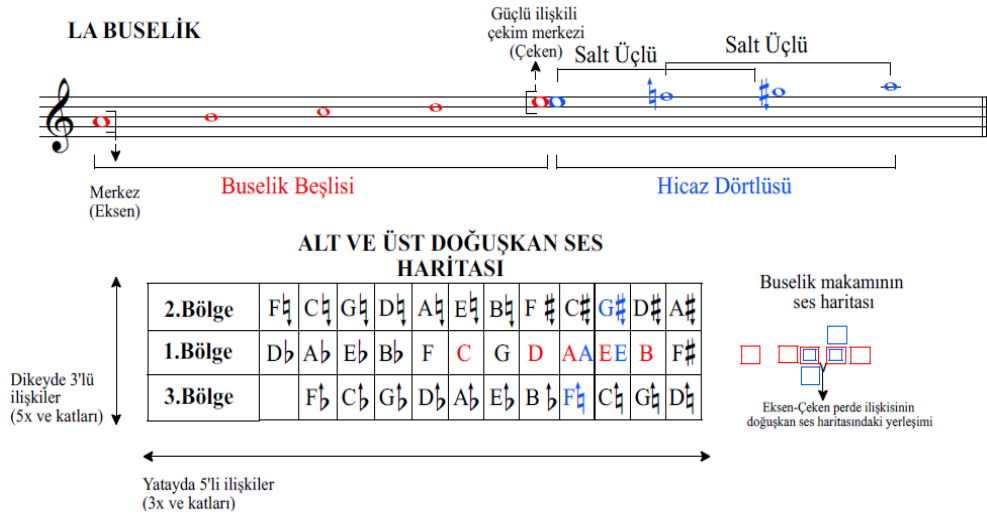 LA BUSELİK
Güçlü ilişkili
çekim merkezi
(Çeken)
Salt Üçlü
Salt Üçlü
Merkez
(Eksen)
Buselik Beşlisi
Hicaz Dörtlüsü
ALT VE ÜST DOĞUŞKAN SES
HARİTASI
2.Bölge F♮ C♮ G♮ D♮ A♮ E♮ B♮ F♯ C♯ G♯ D♯ A♯
1.Bölge D♭ A♭ E♭ B♭ F C G D AA EE B F♯
3.Bölge F♭ C♭ G♭ D♭ A♭ E♭ B♭ F♮ C♮ G♮ D♮
Dikeyde 3'lü
ilişkiler
(5x ve katları)
Yatayda 5'li ilişkiler
(3x ve katları)
Buselik makamının
ses haritası
Eksen-Çeken perde ilişkisinin
doğuşkan ses haritasındaki yerleşimi